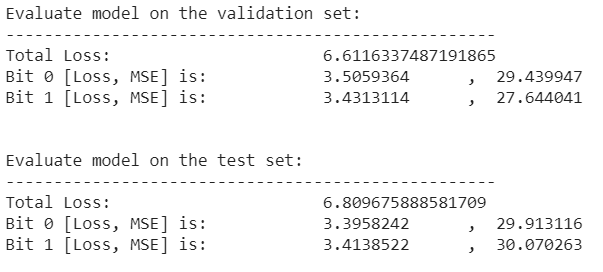 Evaluate model on the validation set:
-------------------------------------------------
Total Loss: 6.6116337487191865
Bit 0 [Loss, MSE] is: 3.5059364 , 29.439947
Bit 1 [Loss, MSE] is: 3.4313114 , 27.644041
Evaluate model on the test set:
-------------------------------------------------
Total Loss: 6.809675888581709
Bit 0 [Loss, MSE] is: 3.3958242 , 29.913116
Bit 1 [Loss, MSE] is: 3.4138522 , 30.070263